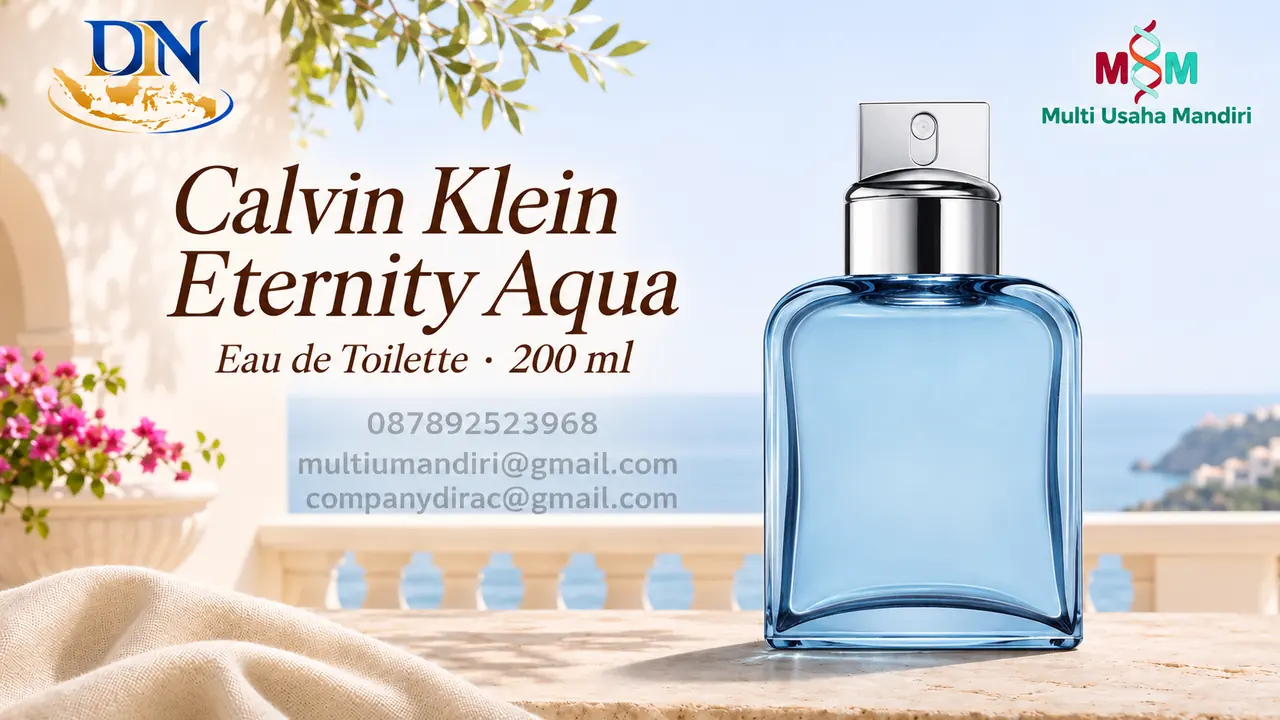 DN
MSM
Multi Usaha Mandiri
Calvin Klein
Eternity Aqua
Eau de Toilette · 200 ml
087892523968
multiumandiri@gmail.com
companydirac@gmail.com